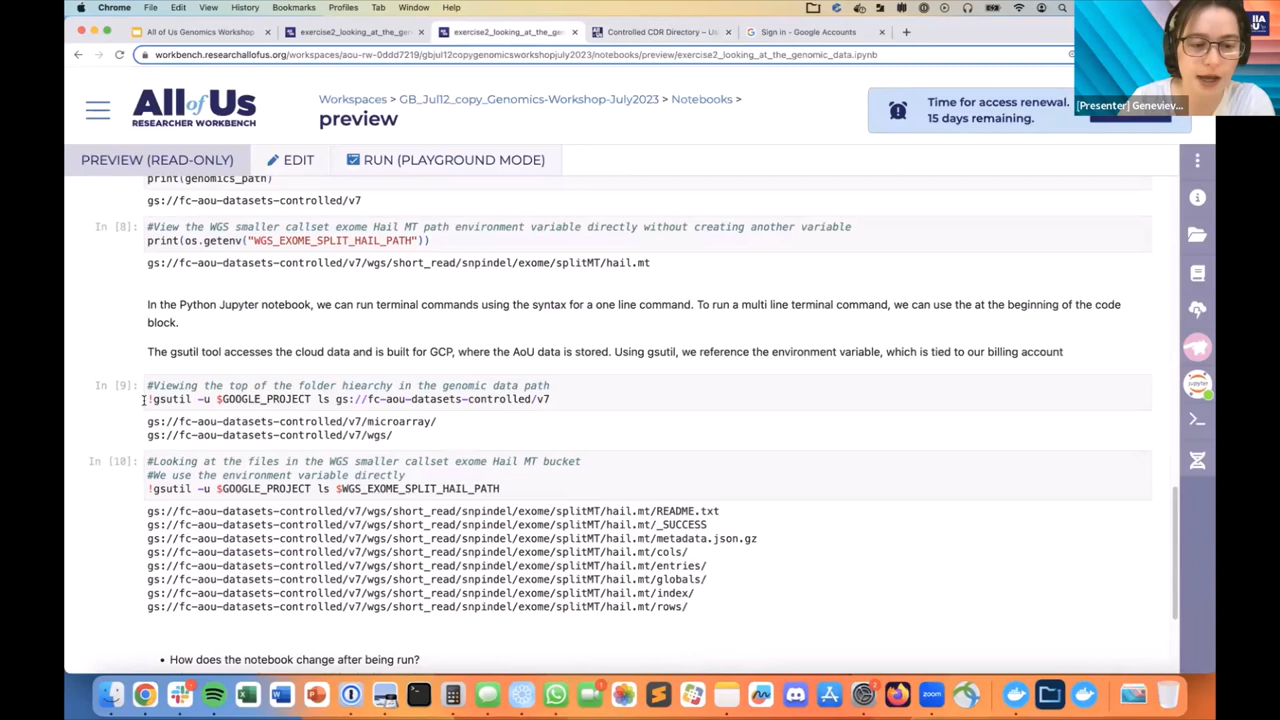 Chrome File Edit View History Bookmarks Profiles Tab Window Help
All of Us Genomics Workshop
exercise2_looking_at_the_gen
exercise2_looking_at_the_gen
Controlled CDR Directory – Us
Sign in - Google Accounts
workbench.researchallofus.org/workspaces/aou-rw-0ddd7219/gbjul12copygenomicsworkshopjuly2023/notebooks/preview/exercise2_looking_at_the_genomic_data.ipynb
[Presenter] Geneviev...
All of Us
RESEARCHER WORKBENCH
Workspaces > GB_Jul12_copy_Genomics-Workshop-July2023 > Notebooks >
preview
Time for access renewal.
15 days remaining.
PREVIEW (READ-ONLY) EDIT RUN (PLAYGROUND MODE)
print(genomics_path)
gs://fc-aou-datasets-controlled/v7
In [8]: #View the WGS smaller callset exome Hail MT path environment variable directly without creating another variable
print(os.getenv("WGS_EXOME_SPLIT_HAIL_PATH"))
gs://fc-aou-datasets-controlled/v7/wgs/short_read/snpindel/exome/splitMT/hail.mt
In the Python Jupyter notebook, we can run terminal commands using the syntax for a one line command. To run a multi line terminal command, we can use the at the beginning of the code
block.
The gsutil tool accesses the cloud data and is built for GCP, where the AoU data is stored. Using gsutil, we reference the environment variable, which is tied to our billing account
In [9]: #Viewing the top of the folder hiearchy in the genomic data path
!gsutil -u $GOOGLE_PROJECT ls gs://fc-aou-datasets-controlled/v7
gs://fc-aou-datasets-controlled/v7/microarray/
gs://fc-aou-datasets-controlled/v7/wgs/
In [10]: #Looking at the files in the WGS smaller callset exome Hail MT bucket
#We use the environment variable directly
!gsutil -u $GOOGLE_PROJECT ls $WGS_EXOME_SPLIT_HAIL_PATH
gs://fc-aou-datasets-controlled/v7/wgs/short_read/snpindel/exome/splitMT/hail.mt/README.txt
gs://fc-aou-datasets-controlled/v7/wgs/short_read/snpindel/exome/splitMT/hail.mt/_SUCCESS
gs://fc-aou-datasets-controlled/v7/wgs/short_read/snpindel/exome/splitMT/hail.mt/metadata.json.gz
gs://fc-aou-datasets-controlled/v7/wgs/short_read/snpindel/exome/splitMT/hail.mt/cols/
gs://fc-aou-datasets-controlled/v7/wgs/short_read/snpindel/exome/splitMT/hail.mt/entries/
gs://fc-aou-datasets-controlled/v7/wgs/short_read/snpindel/exome/splitMT/hail.mt/globals/
gs://fc-aou-datasets-controlled/v7/wgs/short_read/snpindel/exome/splitMT/hail.mt/index/
gs://fc-aou-datasets-controlled/v7/wgs/short_read/snpindel/exome/splitMT/hail.mt/rows/
• How does the notebook change after being run?
jupyter
zoom